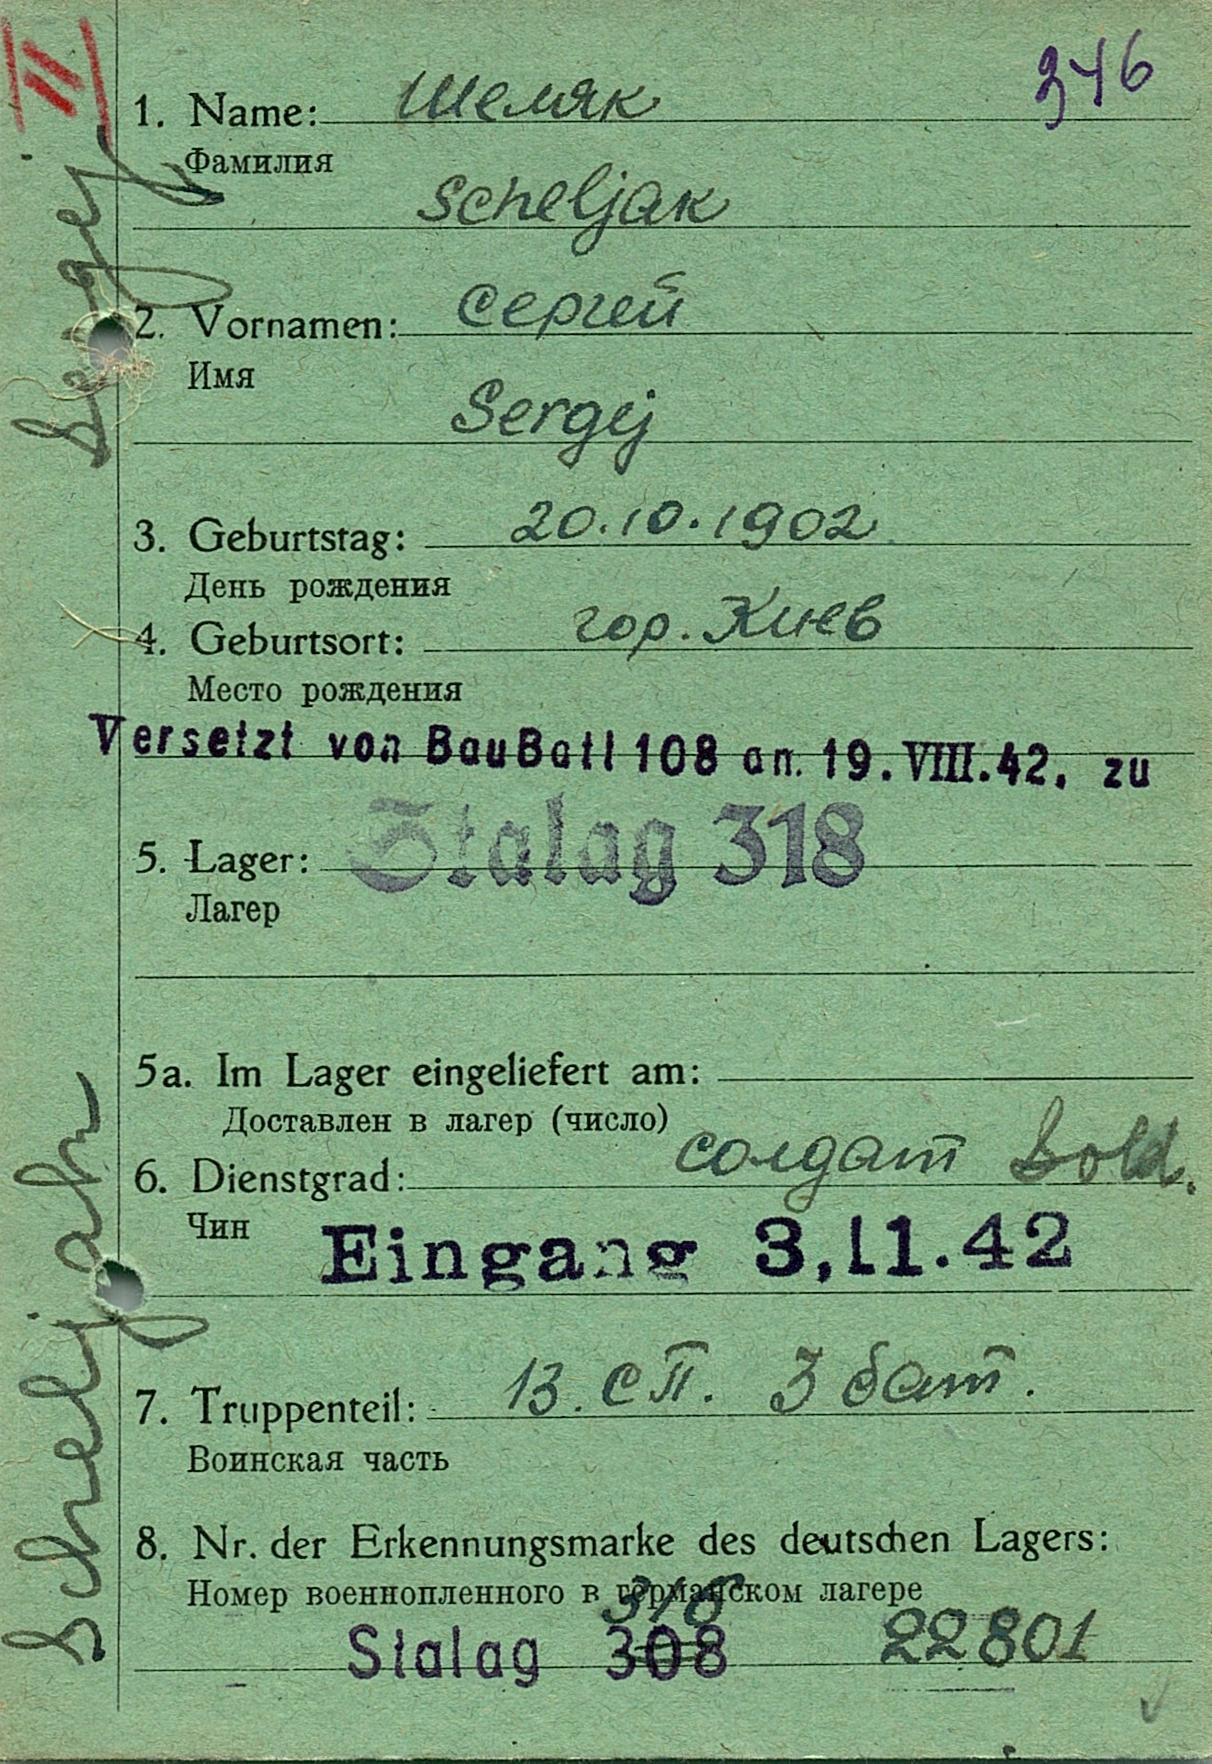 II
346
1. Name: Шемяк
Фамилия
Scheljak
2. Vornamen: Сергей
Имя
Sergej
3. Geburtstag: 20.10.1902
День рождения
4. Geburtsort: гор. Киев
Место рождения
Versetzt von BauBatl 108 an. 19. VIII. 42. zu
5. Lager: Stalag 318
Лагер
5a. Im Lager eingeliefert am:
Доставлен в лагер (число)
6. Dienstgrad: солдат Sold.
Чин
Eingang 3.11.42
7. Truppenteil: 13. сп. 3 бат.
Воинская часть
8. Nr. der Erkennungsmarke des deutschen Lagers:
Номер военнопленного в германском лагере
318
Stalag 308 22801
Scheljak Sergej